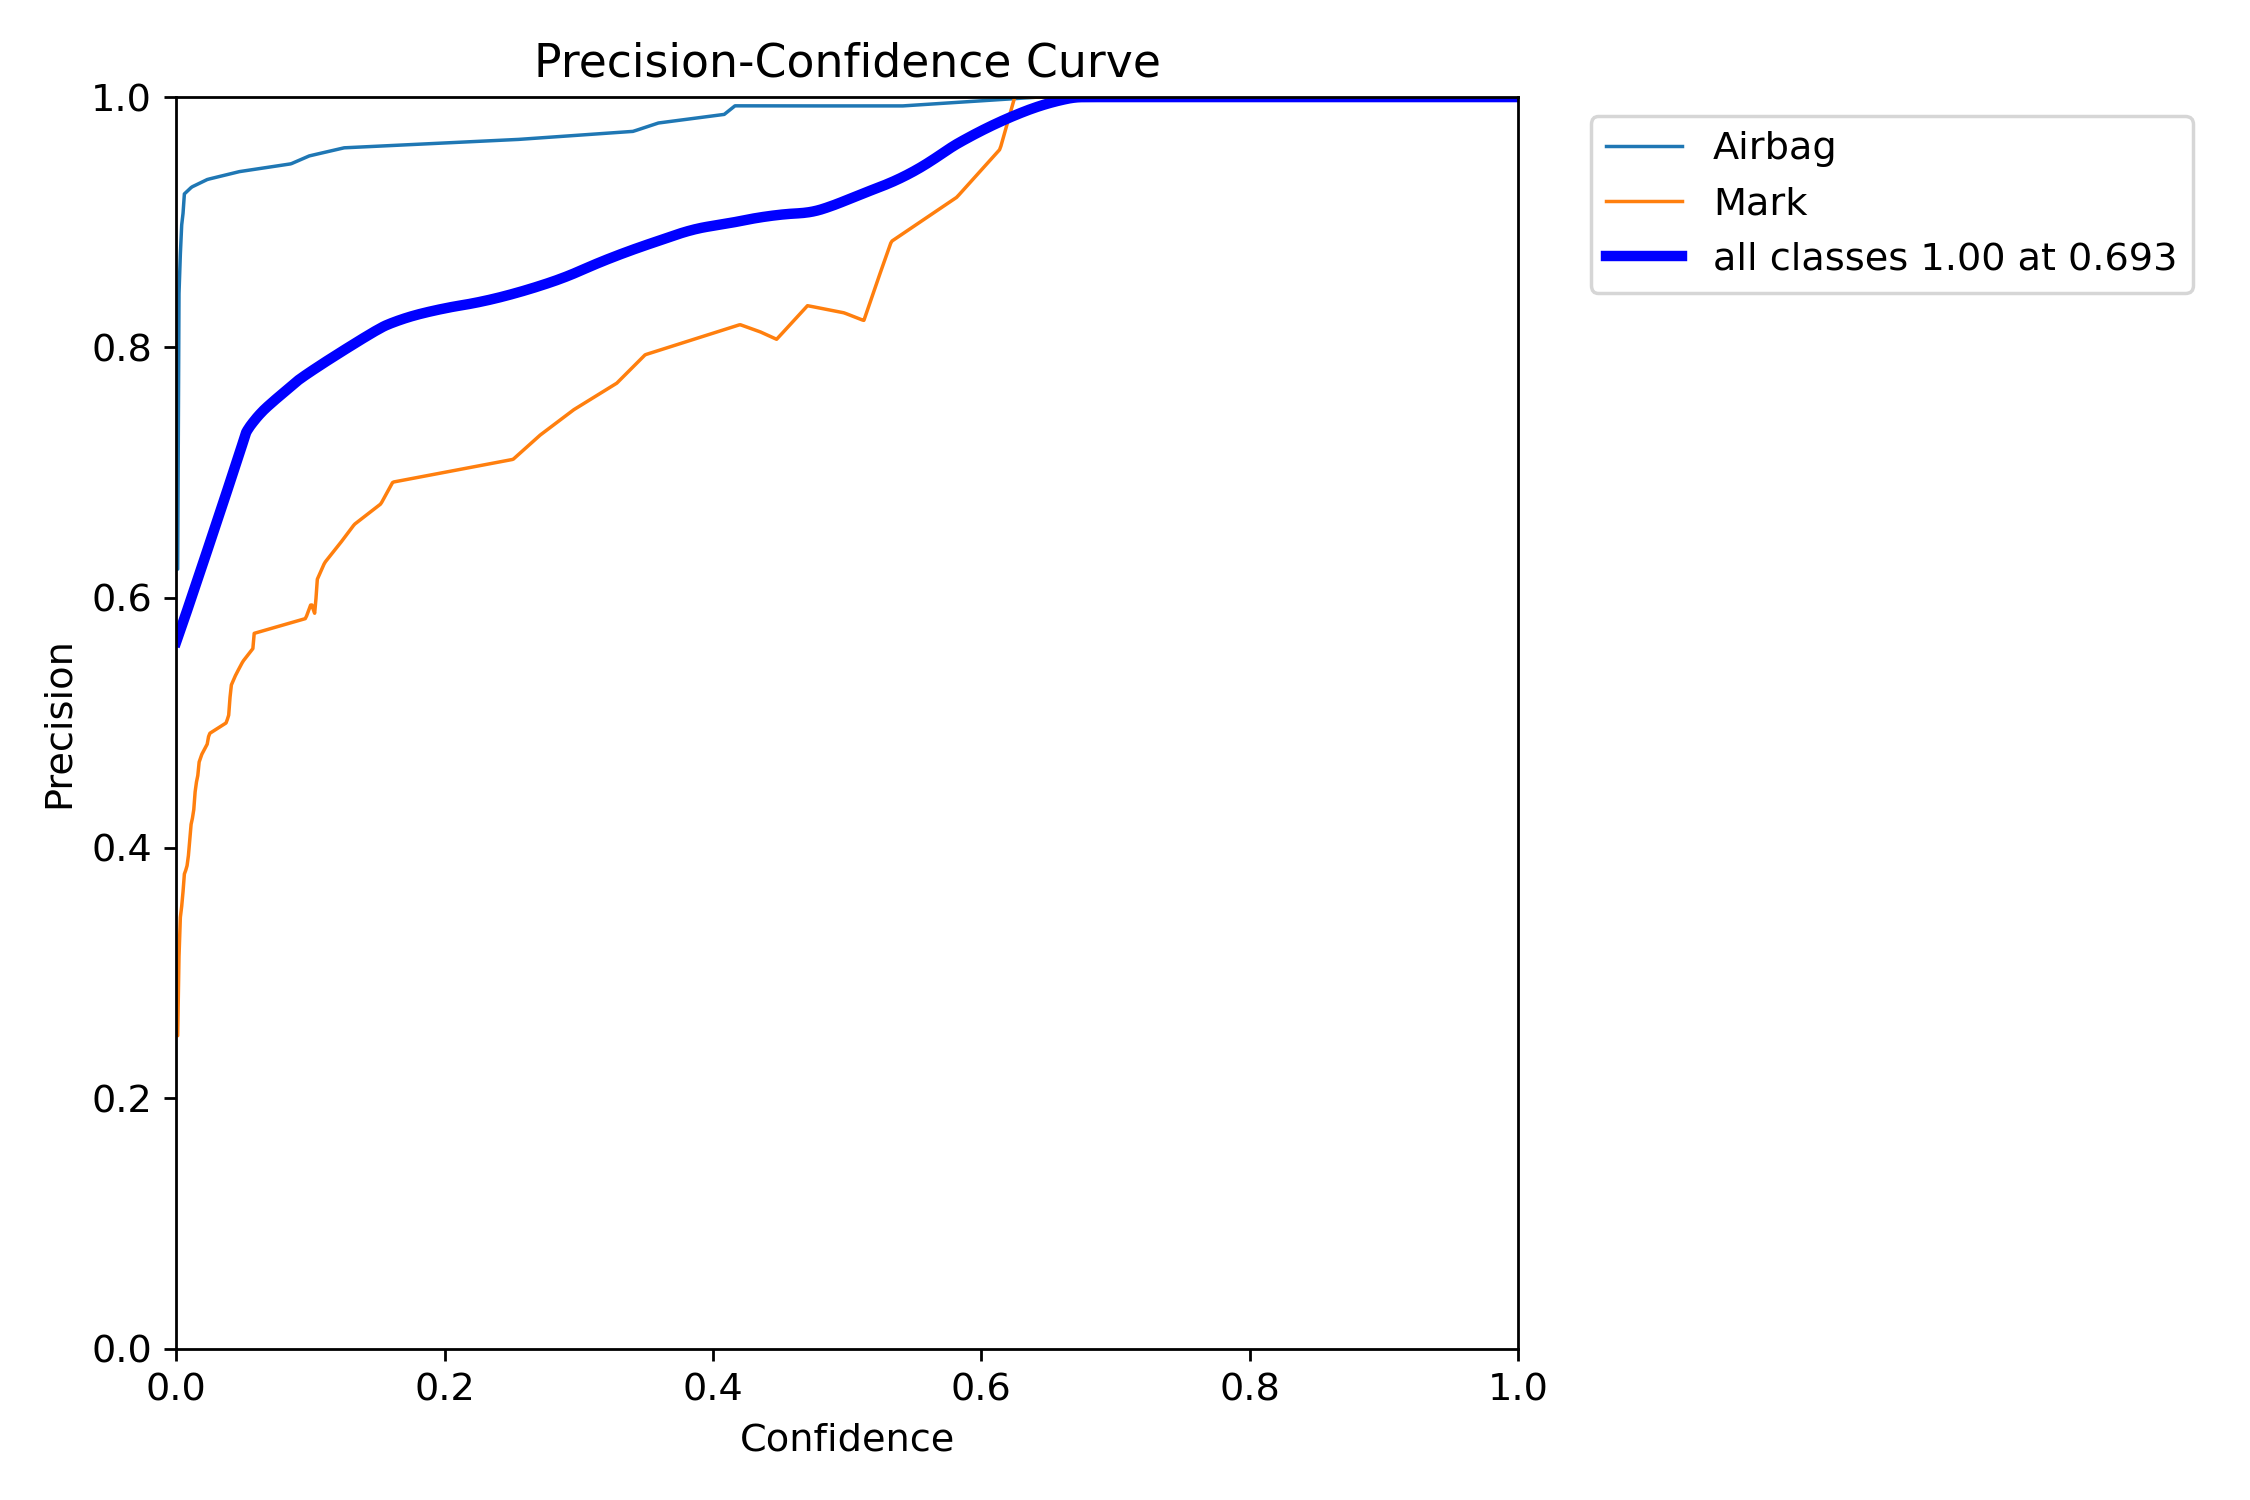 Precision-Confidence Curve
1.0
0.8
0.6
0.4
0.2
0.0
Precision
0.0 0.2 0.4 0.6 0.8 1.0
Confidence
Airbag
Mark
all classes 1.00 at 0.693